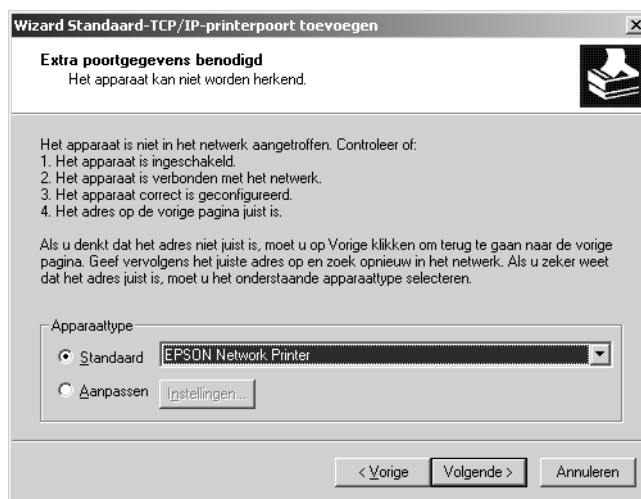 Wizard Standaard-TCP/IP-printerpoort toevoegen
Extra poortgegevens benodigd
Het apparaat kan niet worden herkend.
Het apparaat is niet in het netwerk aangetroffen. Controleer of:
1. Het apparaat is ingeschakeld.
2. Het apparaat is verbonden met het netwerk.
3. Het apparaat correct is geconfigureerd.
4. Het adres op de vorige pagina juist is.
Als u denkt dat het adres niet juist is, moet u op Vorige klikken om terug te gaan naar de vorige
pagina. Geef vervolgens het juiste adres op en zoek opnieuw in het netwerk. Als u zeker weet
dat het adres juist is, moet u het onderstaande apparaattype selecteren.
Apparaattype
Standaard EPSON Network Printer
Aanpassen Instellingen...
< Vorige Volgende > Annuleren